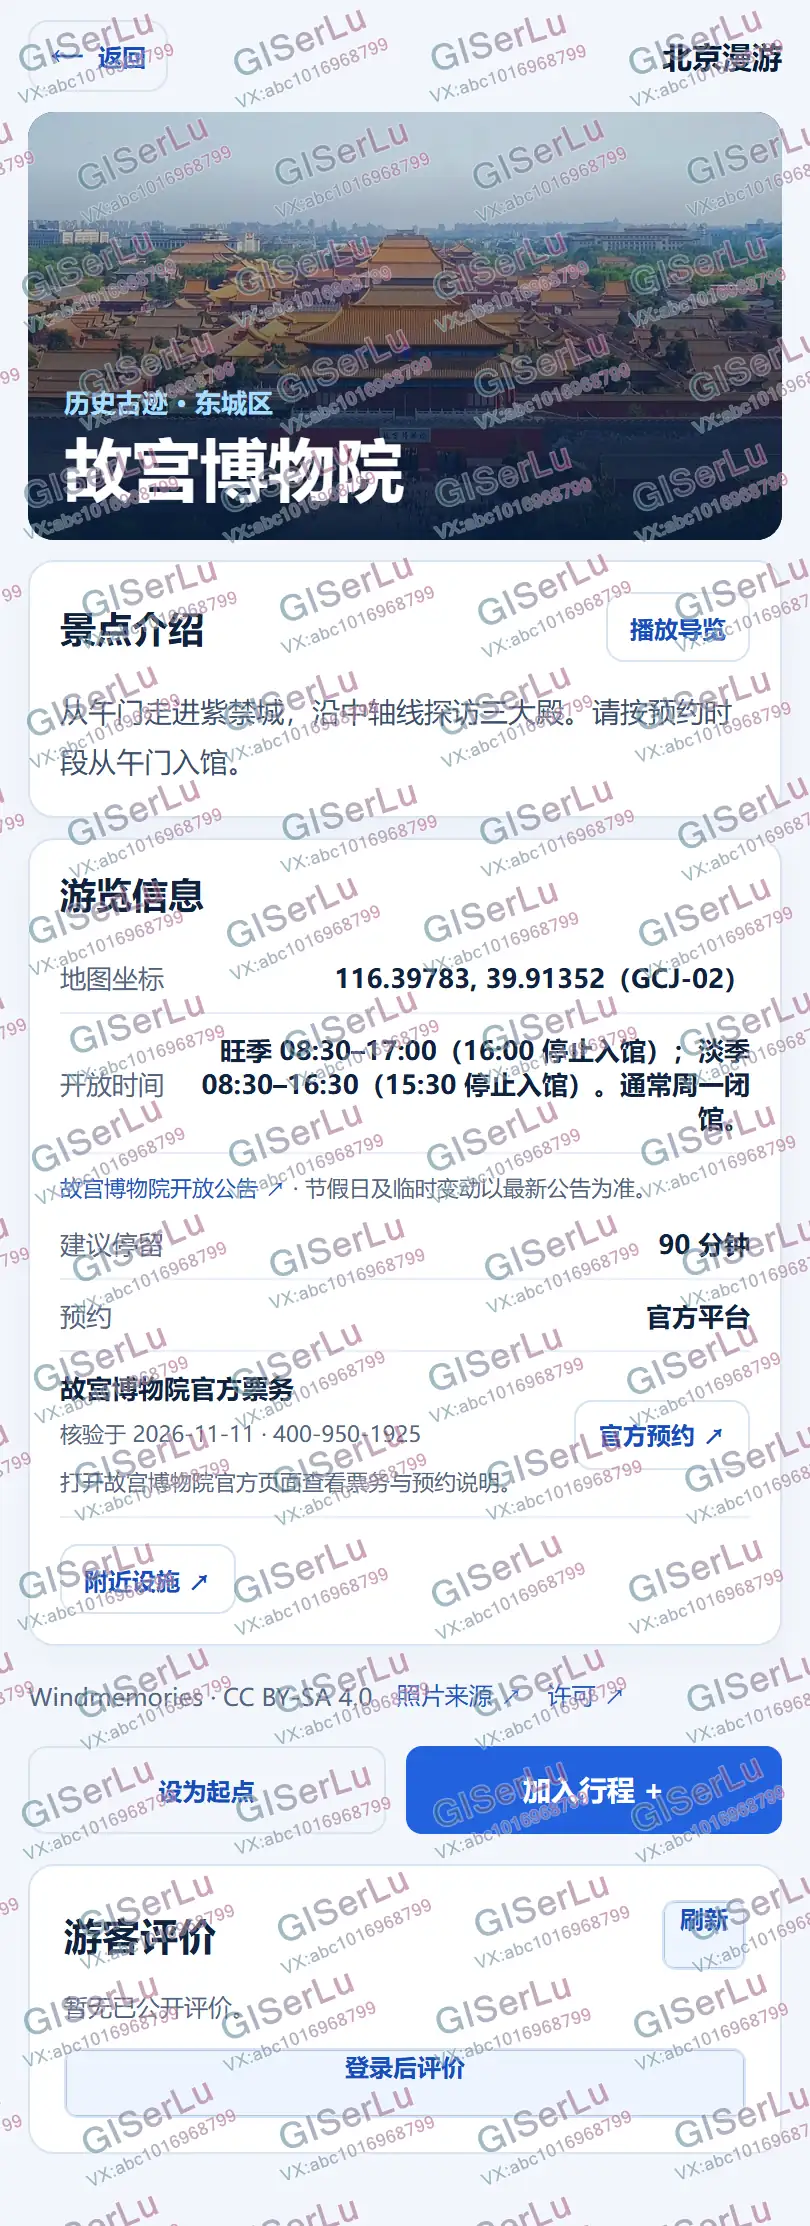 ← 返回
北京漫游
历史古迹 · 东城区
故宫博物院
景点介绍
播放导览
从午门走进紫禁城，沿中轴线探访三大殿。请按预约时
段从午门入馆。
游览信息
地图坐标
116.39783, 39.91352（GCJ-02）
开放时间
旺季 08:30–17:00（16:00 停止入馆）；淡季
08:30–16:30（15:30 停止入馆）。通常周一闭
馆。
故宫博物院开放公告 ↗ · 节假日及临时变动以最新公告为准。
建议停留
90 分钟
预约
官方平台
故宫博物院官方票务
核验于 2026-11-11 · 400-950-1925
官方预约 ↗
打开故宫博物院官方页面查看票务与预约说明。
附近设施 ↗
Windmemories · CC BY-SA 4.0 照片来源 ↗ 许可 ↗
设为起点
加入行程 +
游客评价
刷新
暂无已公开评价。
登录后评价
GISerLu
VX:abc1016968799